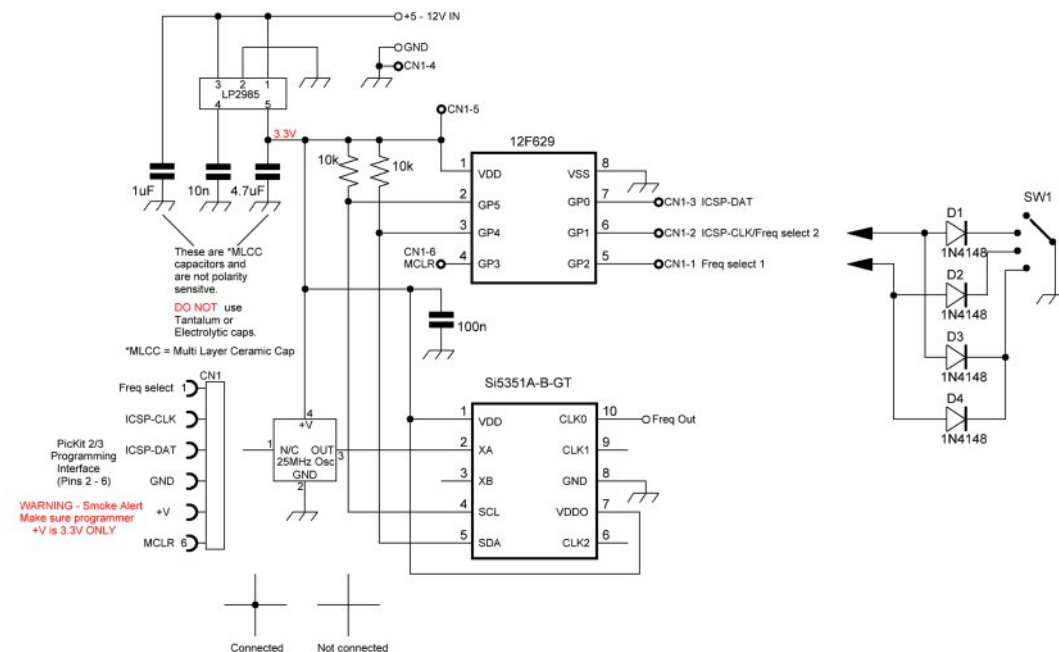 +5 - 12V IN
GND
CN1-4
3 2 1
LP2985
4 5
CN1-5
3.3V
10k 10k
1uF 10n 4.7uF
12F629
1 VDD VSS 8
2 GP5 GP0 7 CN1-3 ICSP-DAT
3 GP4 GP1 6 CN1-2 ICSP-CLK/Freq select 2
CN1-6
MCLR 4 GP3 GP2 5 CN1-1 Freq select 1
100n
SW1
D1
1N4148
D2
1N4148
D3
1N4148
D4
1N4148
These are *MLCC
capacitors and
are not polarity
sensitve.
DO NOT use
Tantalum or
Electrolytic caps.
*MLCC = Multi Layer Ceramic Cap
CN1
Freq select 1
ICSP-CLK
ICSP-DAT
GND
+V
MCLR 6
PicKit 2/3
Programming
Interface
(Pins 2 - 6)
WARNING - Smoke Alert
Make sure programmer
+V is 3.3V ONLY
4
+V
1 N/C OUT 3
25MHz Osc
GND
2
Si5351A-B-GT
1 VDD CLK0 10 Freq Out
2 XA CLK1 9
3 XB GND 8
4 SCL VDDO 7
5 SDA CLK2 6
Connected Not connected